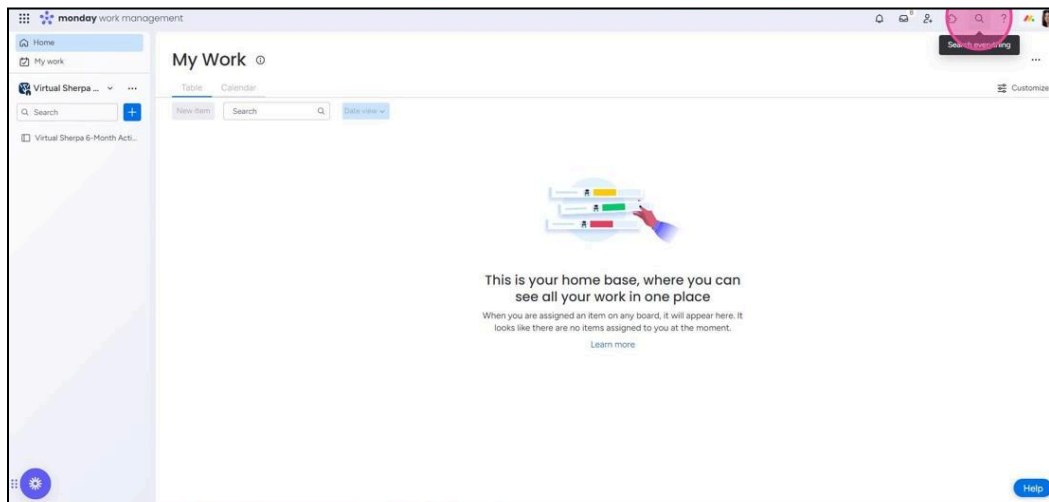 monday work management
8
Search everything
Home
My work
My Work
Virtual Sherpa ...
Table Calendar
Customize
Search
New item
Search
Date view
Virtual Sherpa 6-Month Acti...
This is your home base, where you can
see all your work in one place
When you are assigned an item on any board, it will appear here. It
looks like there are no items assigned to you at the moment.
Learn more
Help